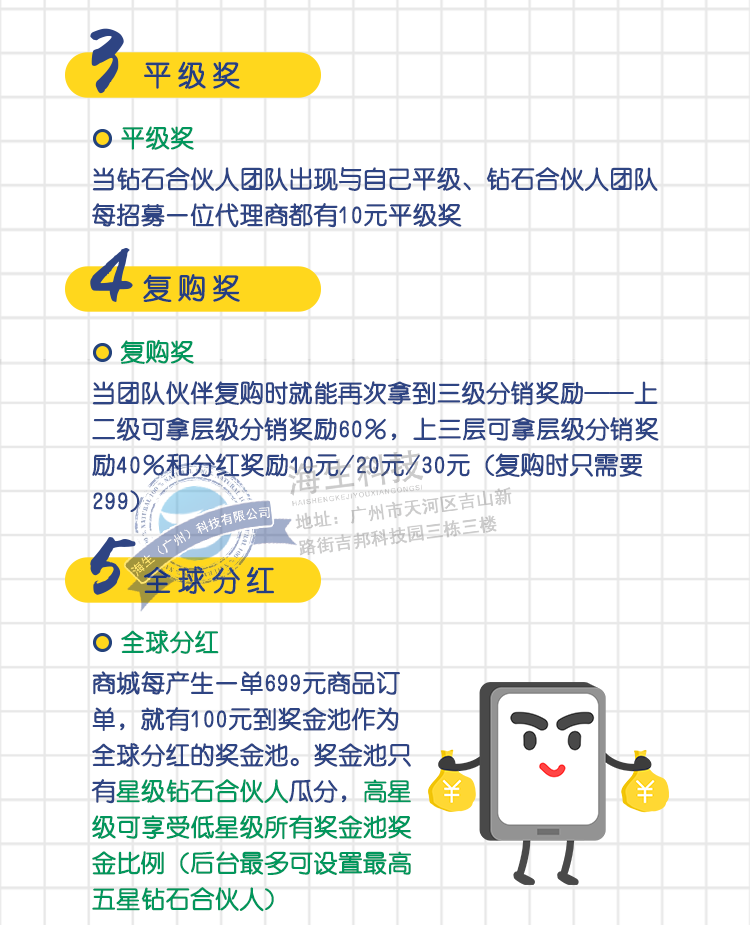 3 平级奖
平级奖
当钻石合伙人团队出现与自己平级、钻石合伙人团队
每招募一位代理商都有10元平级奖
4 复购奖
复购奖
当团队伙伴复购时就能再次拿到三级分销奖励——上
二级可拿层级分销奖励60%，上三层可拿层级分销奖
励40%和分红奖励10元/20元/30元（复购时只需要
299）
海生科技
HAISHENGKEJIYOUXIANGONGSI
地址：广州市天河区吉山新
路街吉邦科技园三栋三楼
海生（广州）科技有限公司
5 全球分红
全球分红
商城每产生一单699元商品订
单，就有100元到奖金池作为
全球分红的奖金池。奖金池只
有星级钻石合伙人瓜分，高星
级可享受低星级所有奖金池奖
金比例（后台最多可设置最高
五星钻石合伙人）
¥ ¥